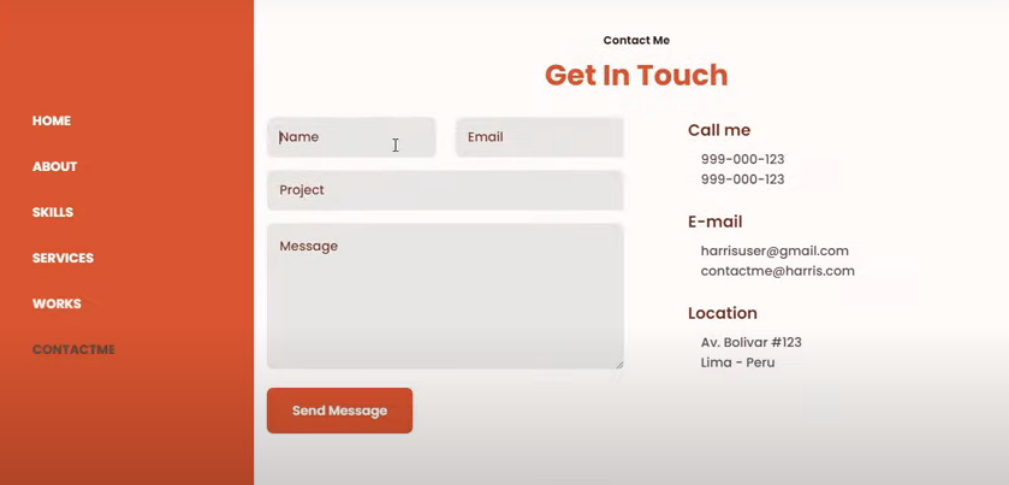 HOME
ABOUT
SKILLS
SERVICES
WORKS
CONTACTME
Contact Me
Get In Touch
Name
Email
Project
Message
Send Message
Call me
999-000-123
999-000-123
E-mail
harrisuser@gmail.com
contactme@harris.com
Location
Av. Bolivar #123
Lima - Peru